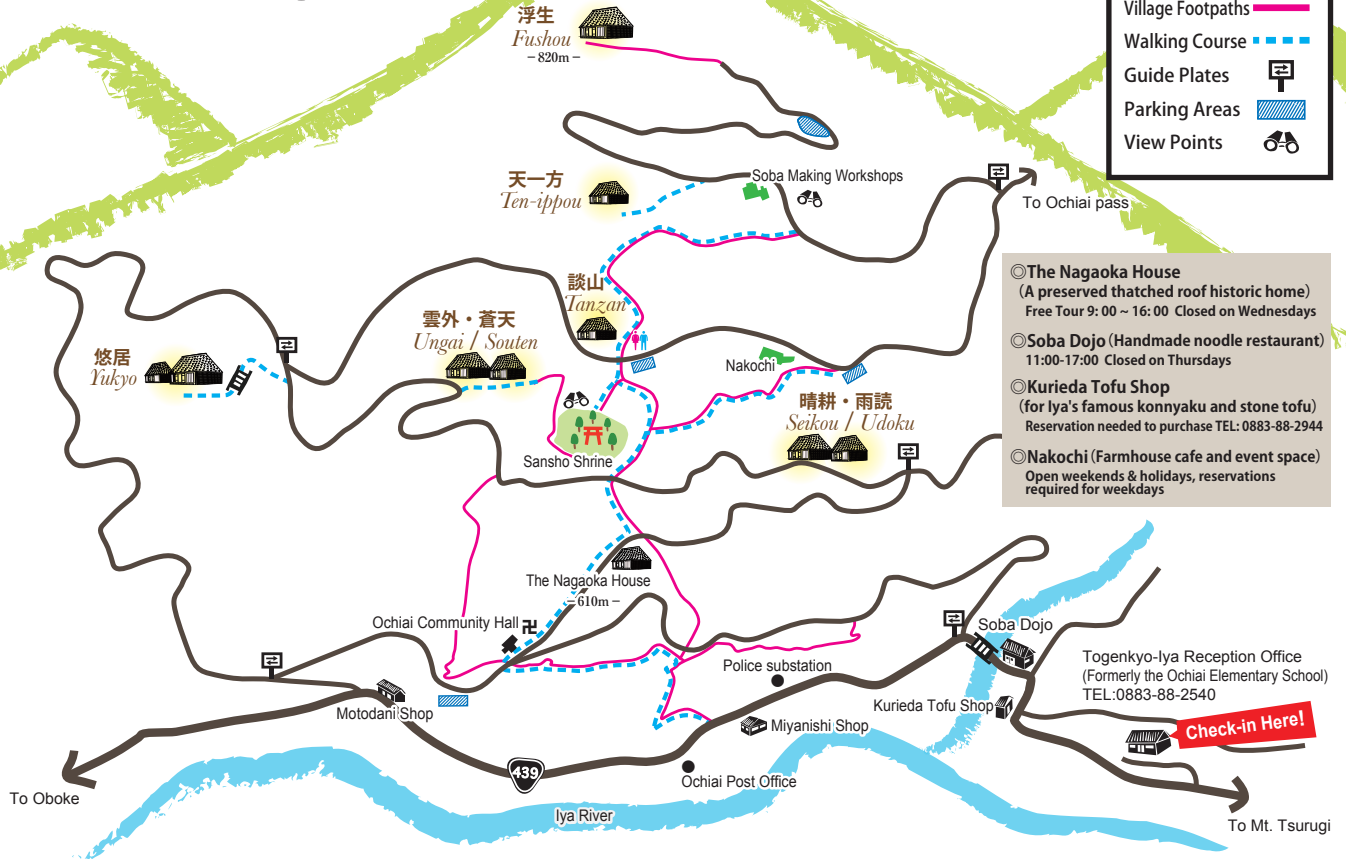 Village Footpaths
Walking Course
Guide Plates
Parking Areas
View Points
浮生
Fushou
– 820m –
天一方
Ten-ippou
Soba Making Workshops
To Ochiai pass
談山
Tanzan
雲外・蒼天
Ungai / Souten
悠居
Yukyo
Nakochi
晴耕・雨読
Seikou / Udoku
Sansho Shrine
◎The Nagaoka House
(A preserved thatched roof historic home)
Free Tour 9: 00 ~ 16: 00 Closed on Wednesdays
◎Soba Dojo (Handmade noodle restaurant)
11:00-17:00 Closed on Thursdays
◎Kurieda Tofu Shop
(for Iya's famous konnyaku and stone tofu)
Reservation needed to purchase TEL: 0883-88-2944
◎Nakochi (Farmhouse cafe and event space)
Open weekends & holidays, reservations
required for weekdays
The Nagaoka House
– 610m –
Ochiai Community Hall
卍
Soba Dojo
Police substation
Togenkyo-Iya Reception Office
(Formerly the Ochiai Elementary School)
TEL:0883-88-2540
Motodani Shop
Kurieda Tofu Shop
Miyanishi Shop
Check-in Here!
439
Ochiai Post Office
To Oboke
Iya River
To Mt. Tsurugi